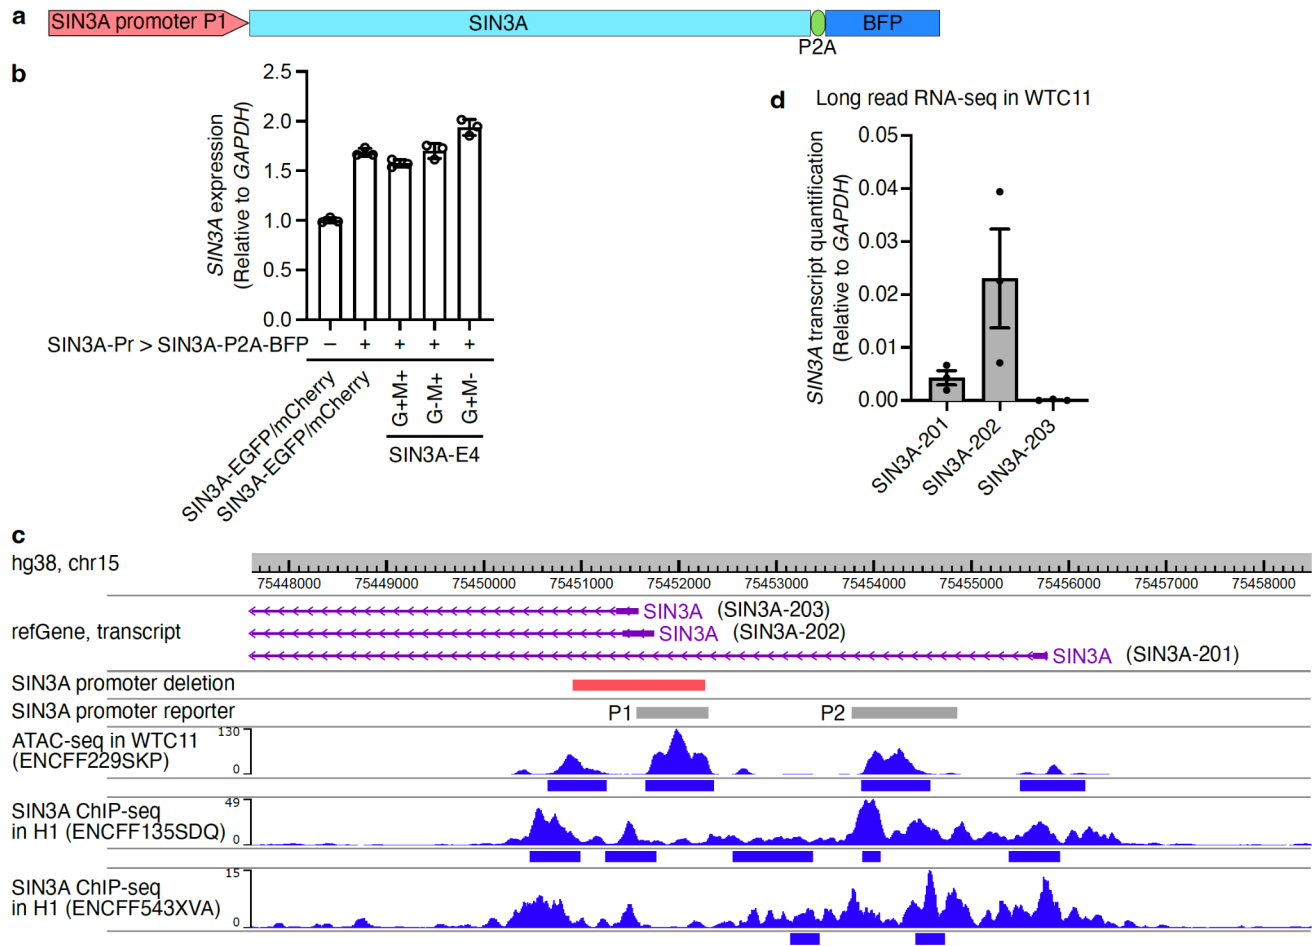 a
SIN3A promoter P1
SIN3A
P2A
BFP
b
SIN3A expression
(Relative to GAPDH)
2.5
2.0
1.5
1.0
0.5
0.0
SIN3A-Pr > SIN3A-P2A-BFP
– + + + +
SIN3A-EGFP/mCherry
SIN3A-EGFP/mCherry
G+M+
G-M+
G+M-
SIN3A-E4
d
Long read RNA-seq in WTC11
SIN3A transcript quantification
(Relative to GAPDH)
0.05
0.04
0.03
0.02
0.01
0.00
SIN3A-201
SIN3A-202
SIN3A-203
c
hg38, chr15
75448000 75449000 75450000 75451000 75452000 75453000 75454000 75455000 75456000 75457000 75458000
refGene, transcript
SIN3A (SIN3A-203)
SIN3A (SIN3A-202)
SIN3A (SIN3A-201)
SIN3A promoter deletion
SIN3A promoter reporter
P1
P2
ATAC-seq in WTC11
(ENCFF229SKP)
130
0
SIN3A ChIP-seq
in H1 (ENCFF135SDQ)
49
0
SIN3A ChIP-seq
in H1 (ENCFF543XVA)
15
0